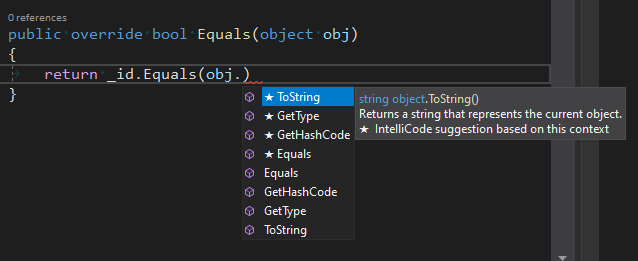 0 references
public override bool Equals(object obj)
{
return _id.Equals(obj.)
}
★ ToString
★ GetType
★ GetHashCode
★ Equals
Equals
GetHashCode
GetType
ToString
string object.ToString()
Returns a string that represents the current object.
★ IntelliCode suggestion based on this context